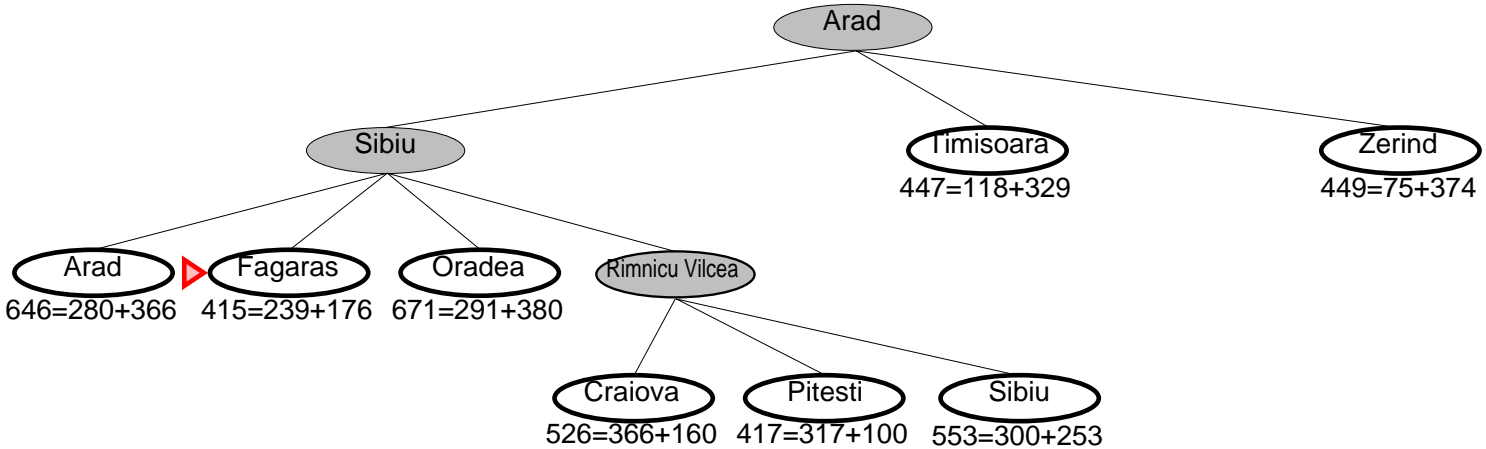 Arad
Sibiu
Timisoara
Zerind
447=118+329
449=75+374
Arad
Fagaras
Oradea
Rimnicu Vilcea
646=280+366
415=239+176
671=291+380
Craiova
Pitesti
Sibiu
526=366+160
417=317+100
553=300+253